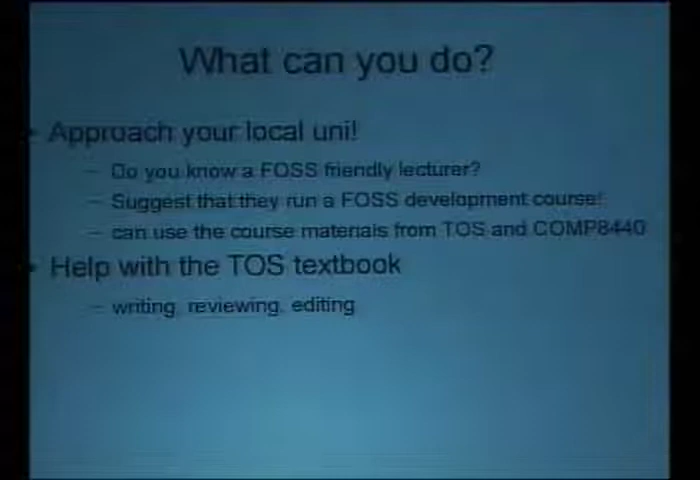 What can you do?
• Approach your local uni!
– Do you know a FOSS friendly lecturer?
– Suggest that they run a FOSS development course!
– can use the course materials from TOS and COMP8440
• Help with the TOS textbook
– writing, reviewing, editing